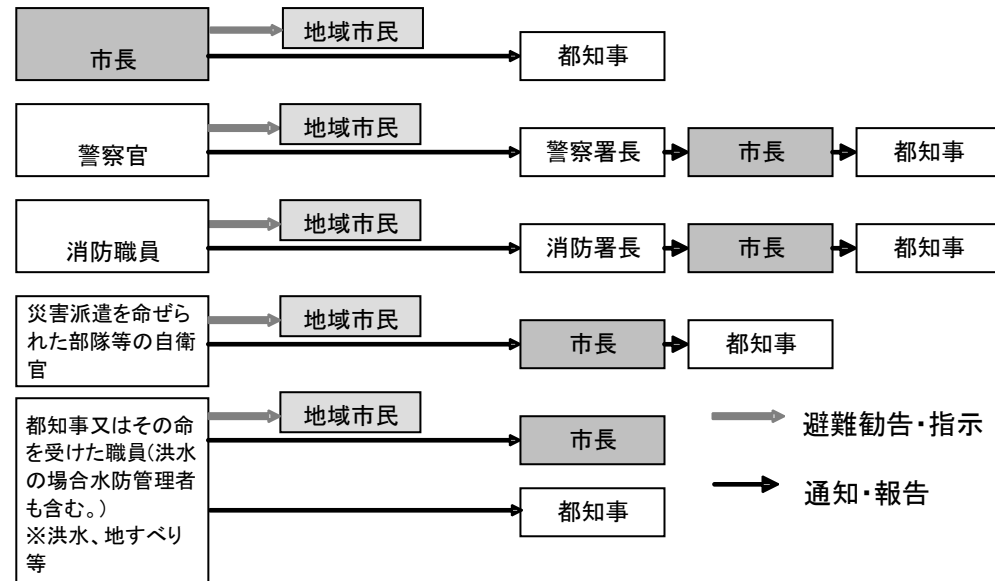 地域市民
市長
都知事
地域市民
警察官
警察署長
市長
都知事
地域市民
消防職員
消防署長
市長
都知事
災害派遣を命ぜら
れた部隊等の自衛
官
地域市民
市長
都知事
都知事又はその命
を受けた職員(洪水
の場合水防管理者
も含む。)
※洪水、地すべり
等
地域市民
市長
都知事
避難勧告・指示
通知・報告